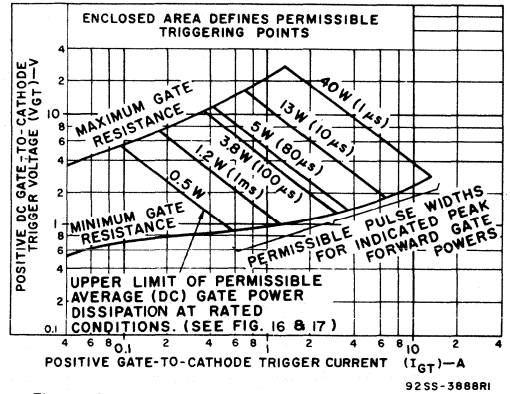 ENCLOSED AREA DEFINES PERMISSIBLE
TRIGGERING POINTS
POSITIVE DC GATE-TO-CATHODE
TRIGGER VOLTAGE (VGT)—V
4
2
10
8
6
4
2
1
8
6
4
2
0.1
MAXIMUM GATE
RESISTANCE
MINIMUM GATE
RESISTANCE
40W (1μs)
13W (10μs)
5W (80μs)
3.8W (100μs)
1.2W (1ms)
0.5W
PERMISSIBLE PULSE WIDTHS
FOR INDICATED PEAK
FORWARD GATE
POWERS
UPPER LIMIT OF PERMISSIBLE
AVERAGE (DC) GATE POWER
DISSIPATION AT RATED
CONDITIONS. (SEE FIG. 16 & 17)
4 6 8 0.1 2 4 6 8 1 2 4 6 8 10 2 4
POSITIVE GATE-TO-CATHODE TRIGGER CURRENT (IGT)—A
92SS-3888RI